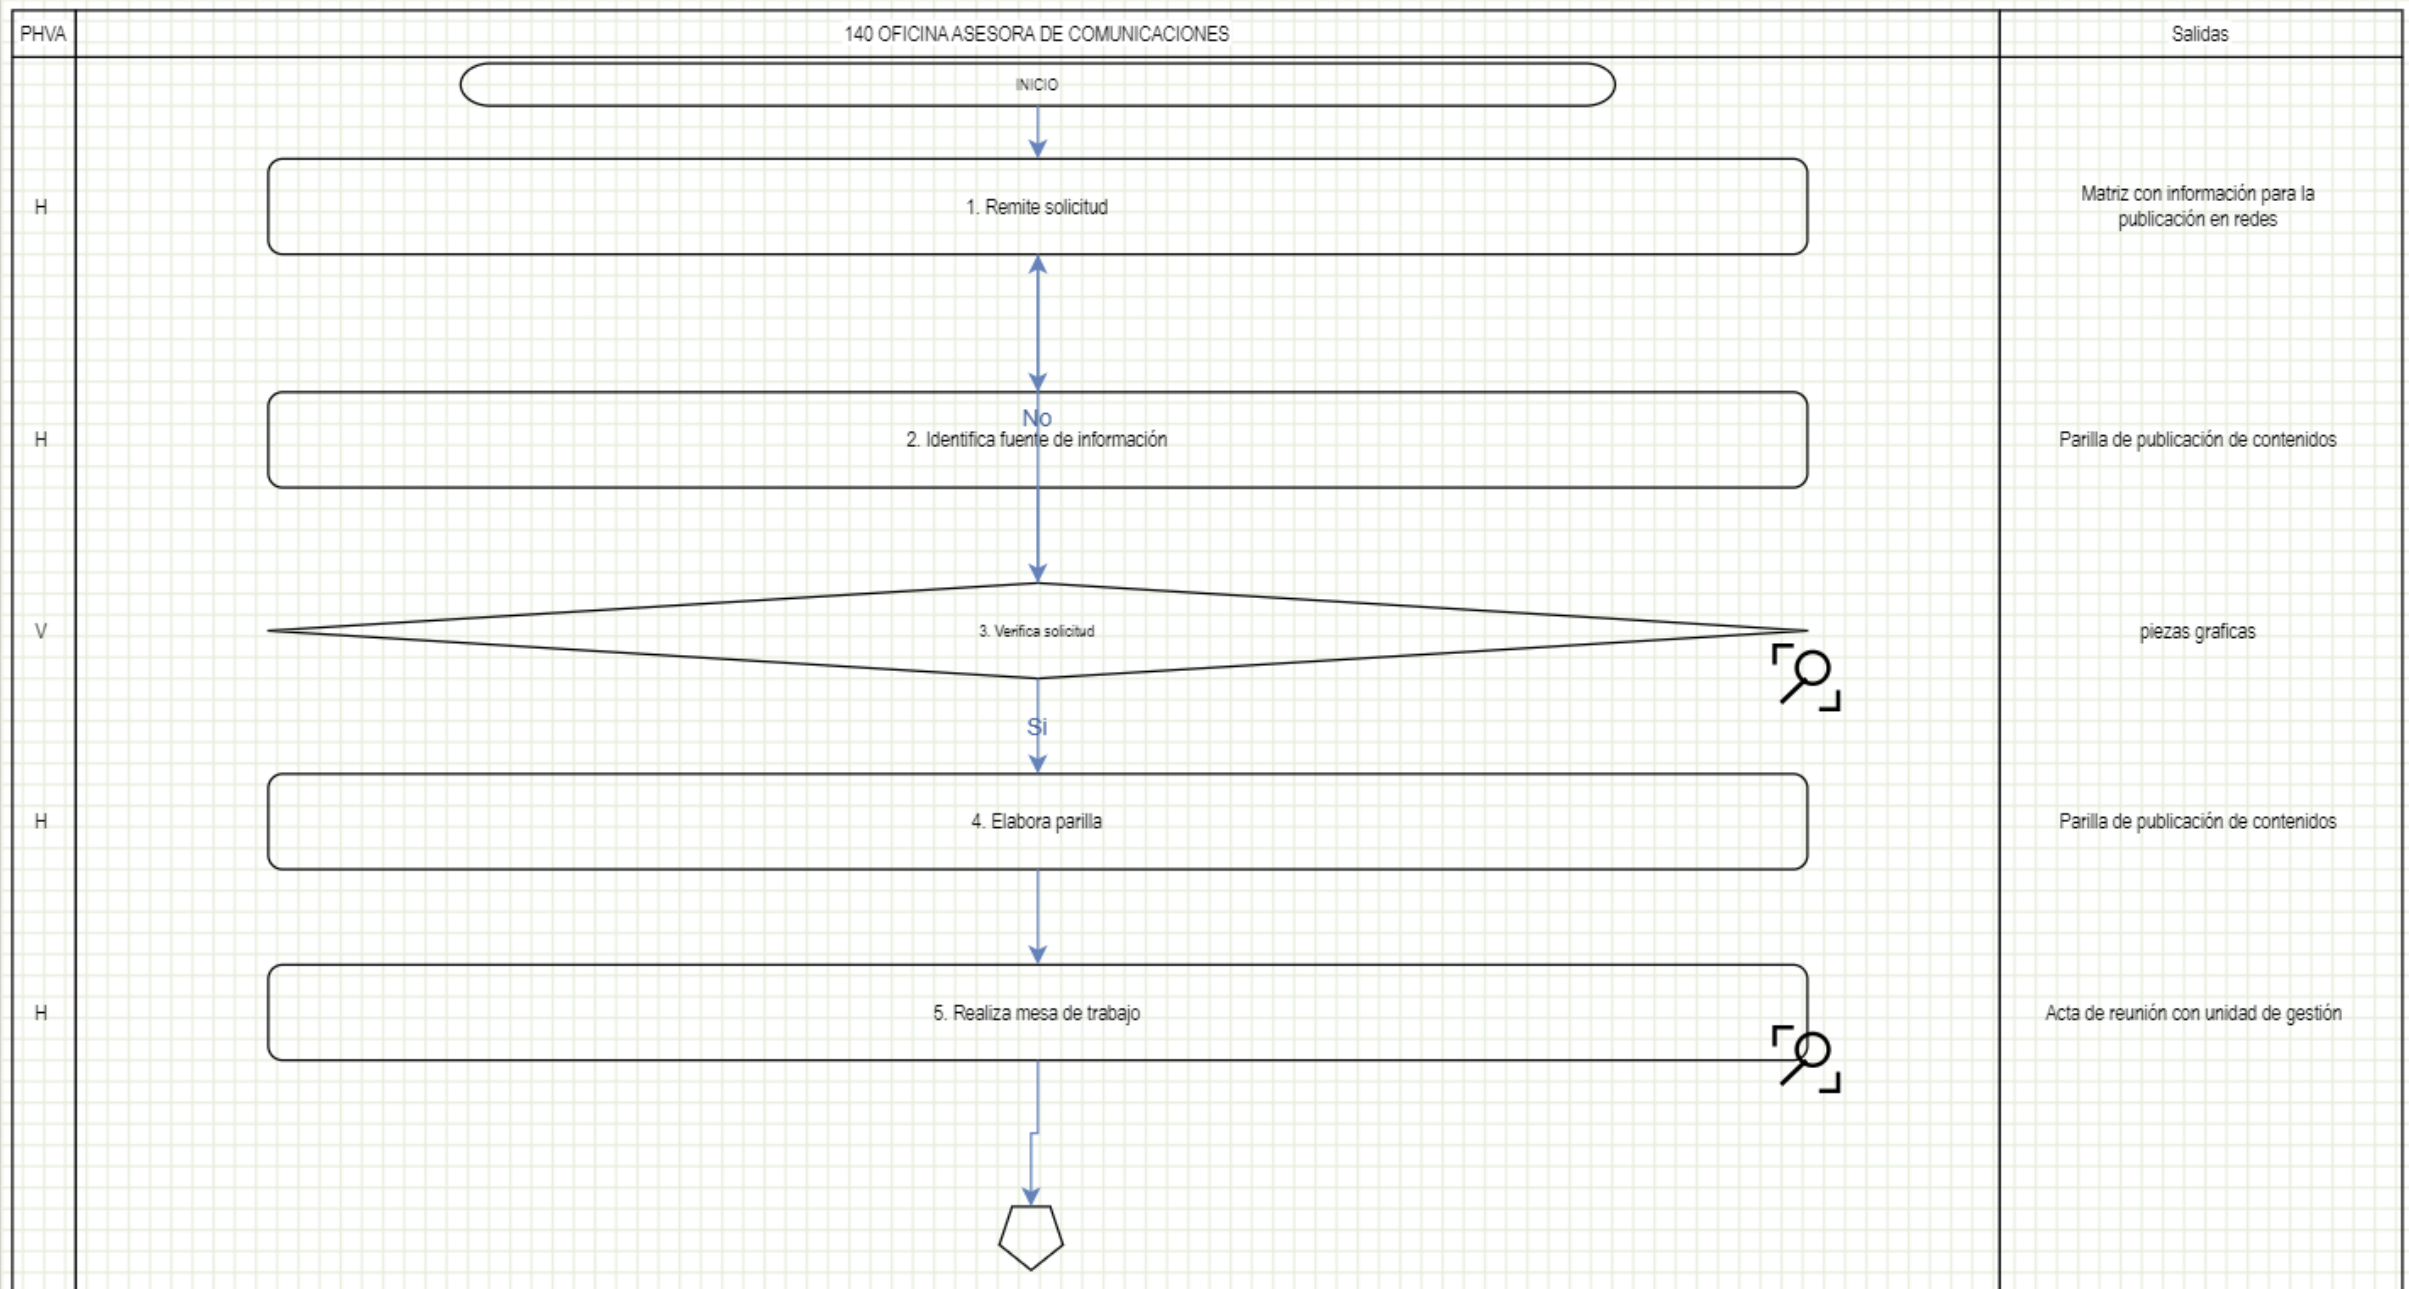 PHVA
140 OFICINA ASESORA DE COMUNICACIONES
Salidas
INICIO
H
1. Remite solicitud
Matriz con información para la
publicación en redes
No
H
2. Identifica fuente de información
Parilla de publicación de contenidos
V
3. Verifica solicitud
piezas graficas
Si
H
4. Elabora parilla
Parilla de publicación de contenidos
H
5. Realiza mesa de trabajo
Acta de reunión con unidad de gestión